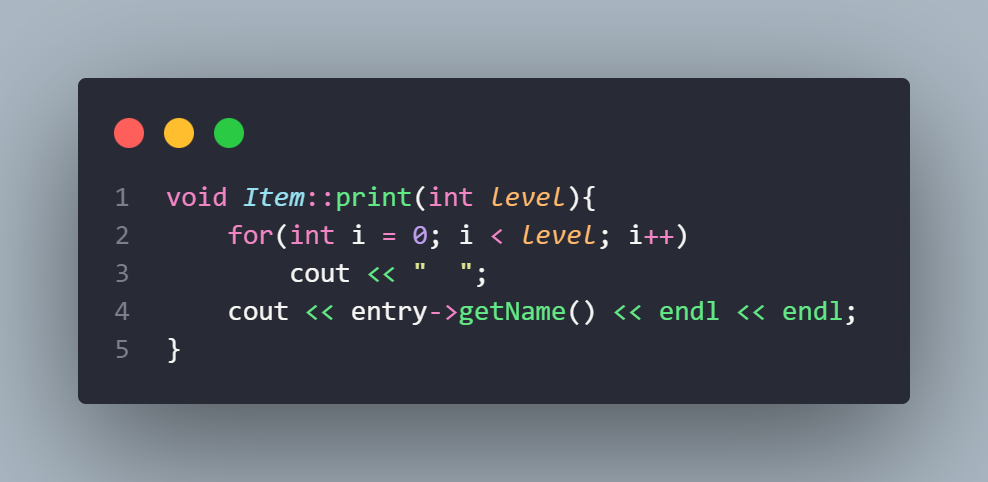 1 void Item::print(int level){
2     for(int i = 0; i < level; i++)
3         cout << "  ";
4     cout << entry->getName() << endl << endl;
5 }